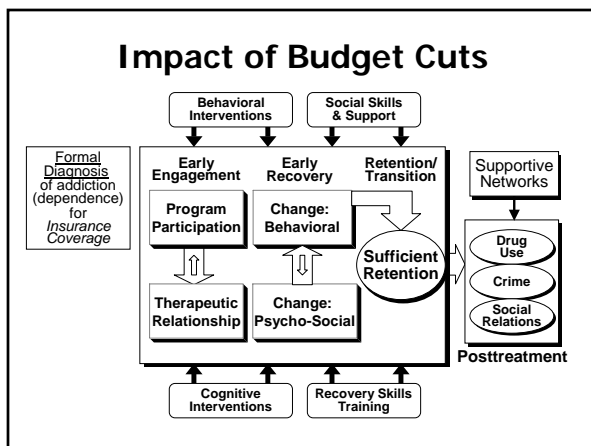 Impact of Budget Cuts
Behavioral
Interventions
Social Skills
& Support
Formal
Diagnosis
of addiction
(dependence)
for
Insurance
Coverage
Early
Engagement
Early
Recovery
Retention/
Transition
Program
Participation
Change:
Behavioral
Sufficient
Retention
Therapeutic
Relationship
Change:
Psycho-Social
Supportive
Networks
Drug
Use
Crime
Social
Relations
Posttreatment
Cognitive
Interventions
Recovery Skills
Training